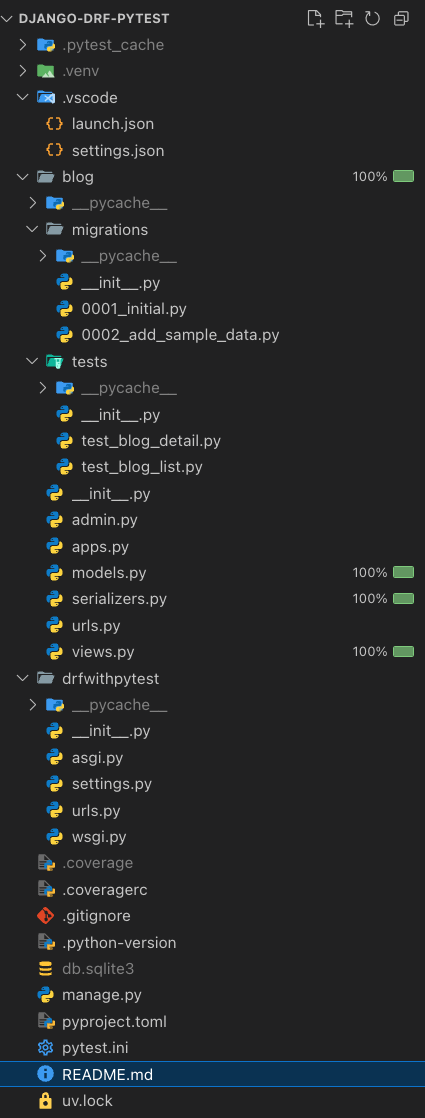 DJANGO-DRF-PYTEST
.pytest_cache
.venv
.vscode
launch.json
settings.json
blog 100%
__pycache__
migrations
__pycache__
__init__.py
0001_initial.py
0002_add_sample_data.py
tests
__pycache__
__init__.py
test_blog_detail.py
test_blog_list.py
__init__.py
admin.py
apps.py
models.py 100%
serializers.py 100%
urls.py
views.py 100%
drfwithpytest
__pycache__
__init__.py
asgi.py
settings.py
urls.py
wsgi.py
.coverage
.coveragerc
.gitignore
.python-version
db.sqlite3
manage.py
pyproject.toml
pytest.ini
README.md
uv.lock